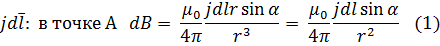 jdl̄: в точке А dB = μ₀/4π jdlr sin α/r³ = μ₀/4π jdl sin α/r² (1)